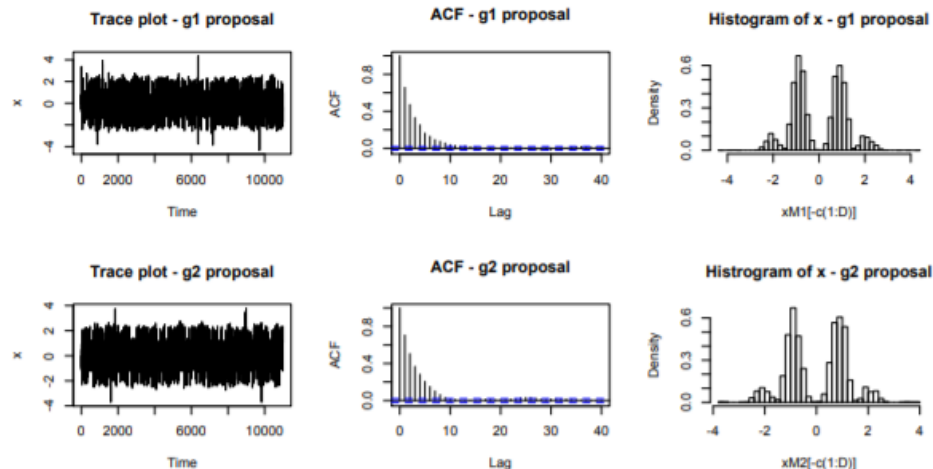 Trace plot - g1 proposal
x
-4 0 2 4
0 2000 6000 10000
Time
ACF - g1 proposal
ACF
0.0 0.4 0.8
0 10 20 30 40
Lag
Histogram of x - g1 proposal
Density
0.0 0.3 0.6
-4 -2 0 2 4
xM1[-c(1:D)]
Trace plot - g2 proposal
x
-4 -2 0 2 4
0 2000 6000 10000
Time
ACF - g2 proposal
ACF
0.0 0.4 0.8
0 10 20 30 40
Lag
Histrogram of x - g2 proposal
Density
0.0 0.3 0.6
-4 -2 0 2 4
xM2[-c(1:D)]